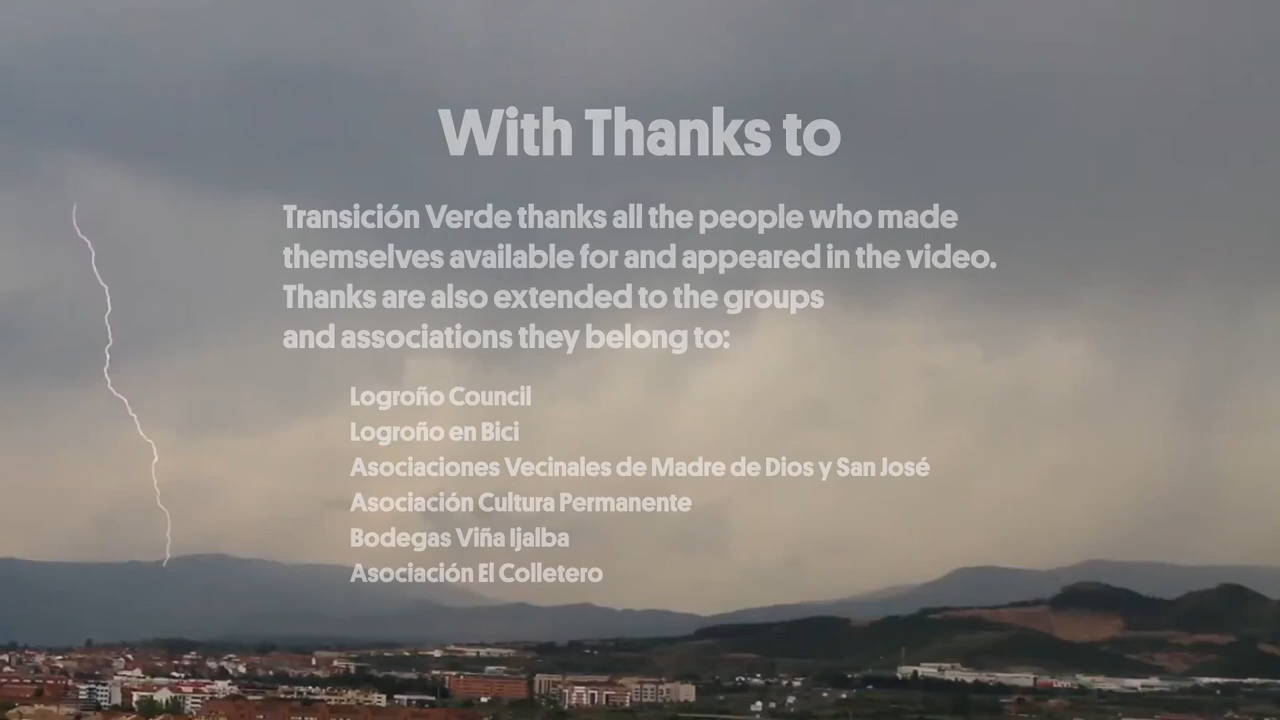 With Thanks to
Transición Verde thanks all the people who made
themselves available for and appeared in the video.
Thanks are also extended to the groups
and associations they belong to:
Logroño Council
Logroño en Bici
Asociaciones Vecinales de Madre de Dios y San José
Asociación Cultura Permanente
Bodegas Viña Ijalba
Asociación El Colletero